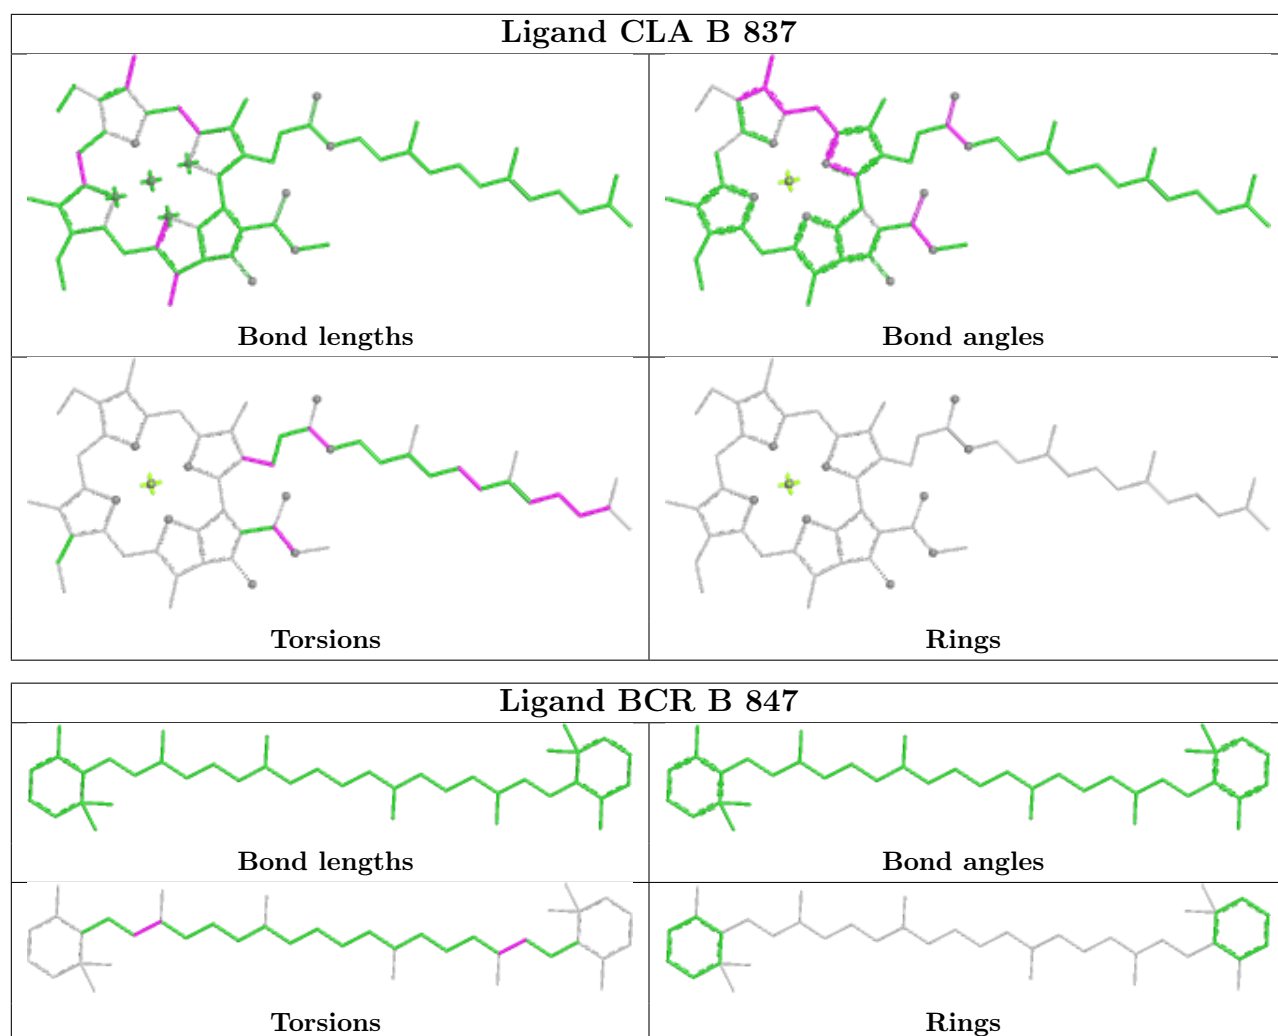 Ligand CLA B 837
Bond lengths
Bond angles
Torsions
Rings
Ligand BCR B 847
Bond lengths
Bond angles
Torsions
Rings